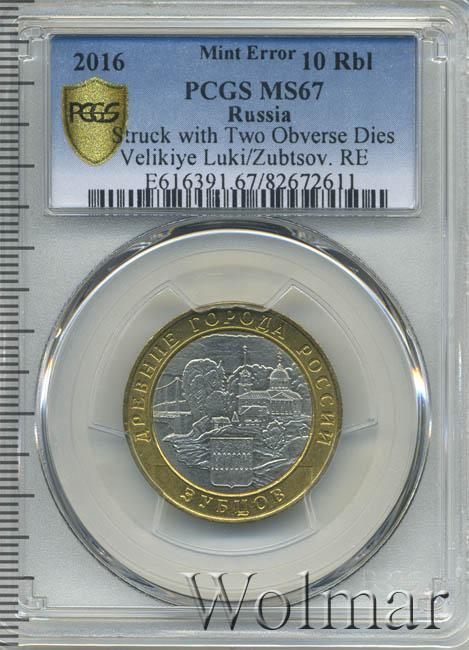 2016 Mint Error 10 Rbl
PCGS PCGS MS67
Russia
Struck with Two Obverse Dies
Velikiye Luki/Zubtsov. RE
E616391.67/82672611
ДРЕВНИЕ ГОРОДА РОССИИ
ЗУБЦОВ
Wolmar